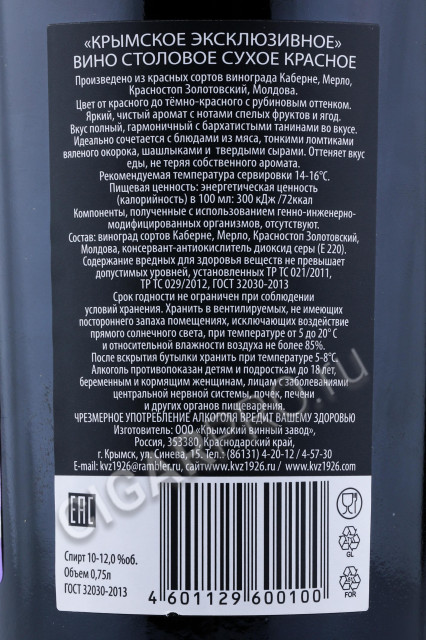 «КРЫМСКОЕ ЭКСКЛЮЗИВНОЕ»
ВИНО СТОЛОВОЕ СУХОЕ КРАСНОЕ
Произведено из красных сортов винограда Каберне, Мерло,
Красностоп Золотовский, Молдова.
Цвет от красного до тёмно-красного с рубиновым оттенком.
Яркий, чистый аромат с нотами спелых фруктов и ягод.
Вкус полный, гармоничный с бархатистыми танинами во вкусе.
Идеально сочетается с блюдами из мяса, тонкими ломтиками
вяленого окорока, шашлыками и твердыми сырами. Оттеняет вкус
еды, не теряя собственного аромата.
Рекомендуемая температура сервировки 14-16°С.
Пищевая ценность: энергетическая ценность
(калорийность) в 100 мл: 300 кДж /72ккал
Компоненты, полученные с использованием генно-инженерно-
модифицированных организмов, отсутствуют.
Состав: виноград сортов Каберне, Мерло, Красностоп Золотовский,
Молдова, консервант-антиокислитель диоксид серы (Е 220).
Содержание вредных для здоровья веществ не превышает
допустимых уровней, установленных ТР ТС 021/2011,
ТР ТС 029/2012, ГОСТ 32030-2013
Срок годности не ограничен при соблюдении
условий хранения. Хранить в вентилируемых, не имеющих
постороннего запаха помещениях, исключающих воздействие
прямого солнечного света, при температуре от 5 до 20° С
и относительной влажности воздуха не более 85%.
После вскрытия бутылки хранить при температуре 5-8°С.
Алкоголь противопоказан детям и подросткам до 18 лет,
беременным и кормящим женщинам, лицам с заболеваниями
центральной нервной системы, почек, печени
и других органов пищеварения.
ЧРЕЗМЕРНОЕ УПОТРЕБЛЕНИЕ АЛКОГОЛЯ ВРЕДИТ ВАШЕМУ ЗДОРОВЬЮ
Изготовитель: ООО «Крымский винный завод»,
Россия, 353380, Краснодарский край,
г. Крымск, ул. Синева, 15, Тел.: (86131) 4-20-12 / 4-57-30
E-mail: kvz1926@rambler.ru, сайт www.kvz1926.ru / www.kvz1926.com
EAC
GL
FOR
Спирт 10-12,0 %об.
Объем 0,75л
ГОСТ 32030-2013
4 601129 600100
CIGARPRO.ru